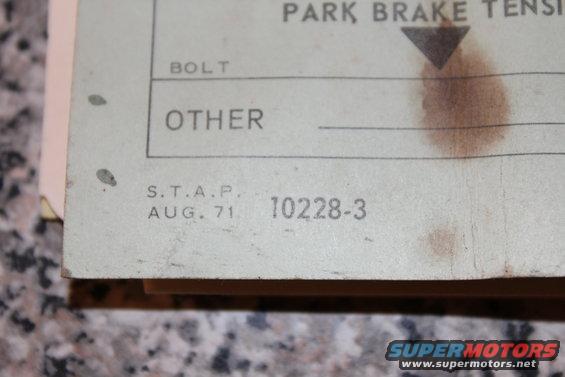 PARK BRAKE TENSI
BOLT
OTHER
S.T.A.P.
AUG. 71 10228-3
SUPERMOTORS
www.supermotors.net